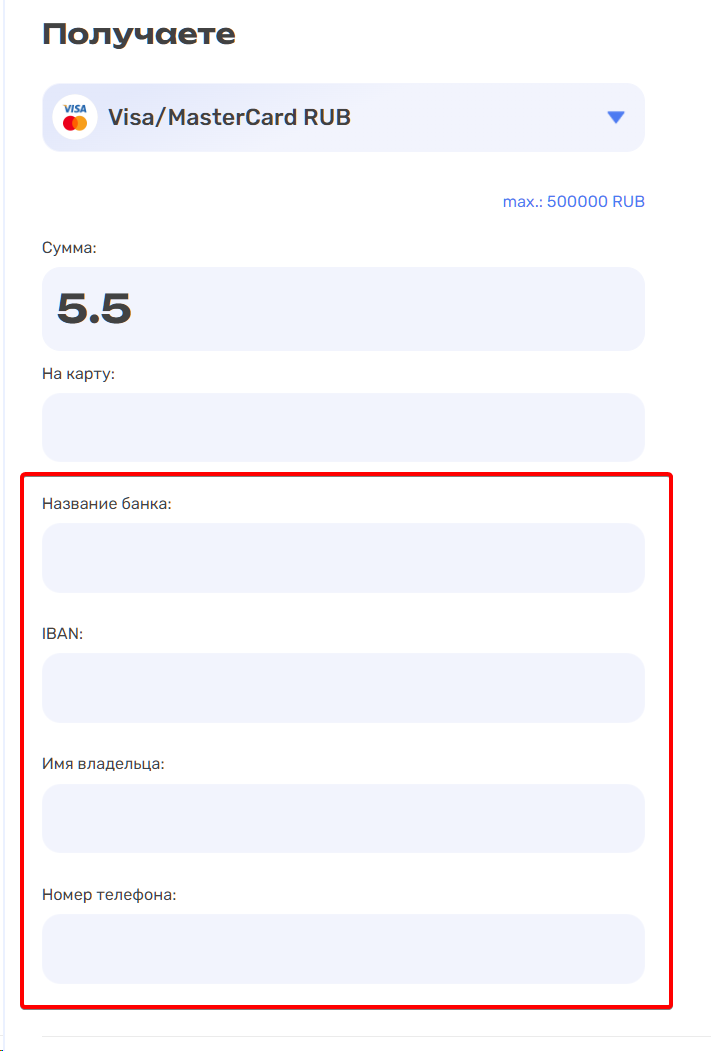 Получаете
VISA
Visa/MasterCard RUB
max.: 500000 RUB
Сумма:
5.5
На карту:
Название банка:
IBAN:
Имя владельца:
Номер телефона: